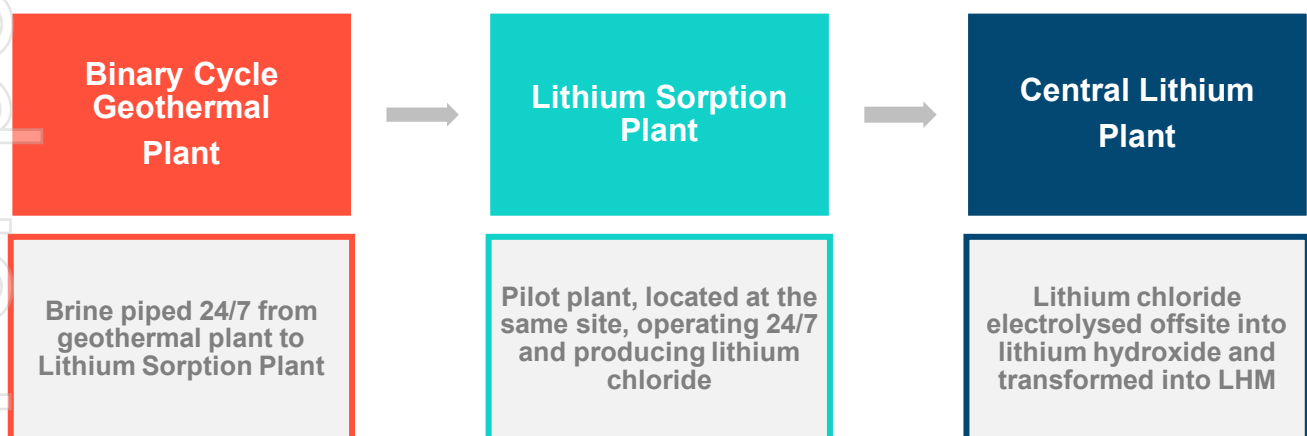 Binary Cycle
Geothermal
Plant
Lithium Sorption
Plant
Central Lithium
Plant
Brine piped 24/7 from
geothermal plant to
Lithium Sorption Plant
Pilot plant, located at the
same site, operating 24/7
and producing lithium
chloride
Lithium chloride
electrolysed offsite into
lithium hydroxide and
transformed into LHM